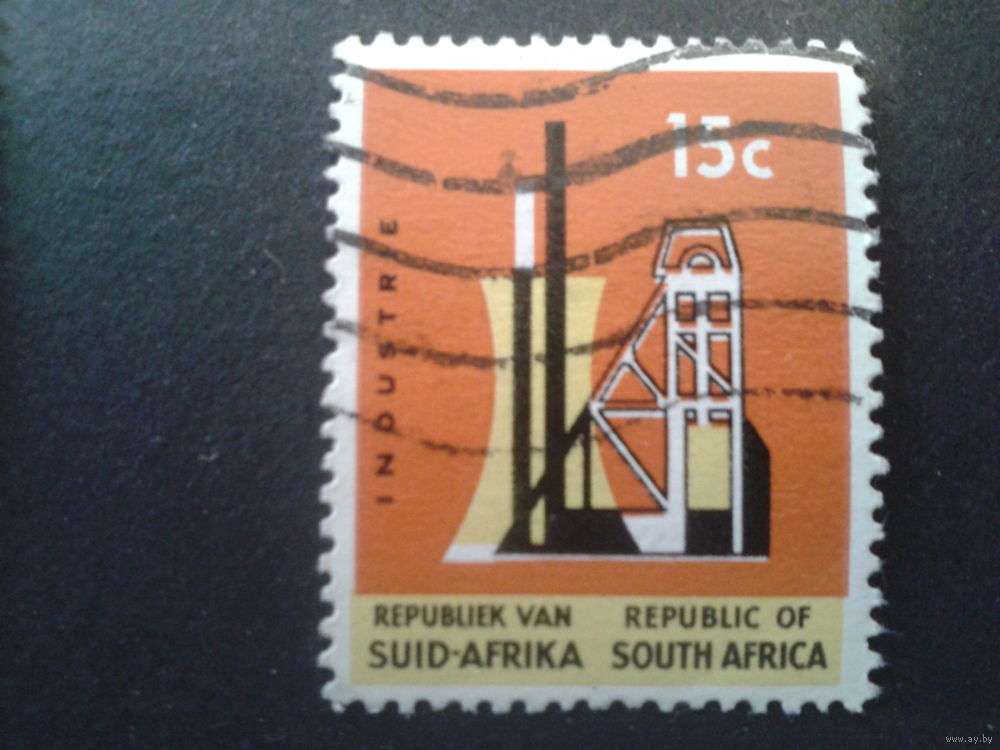 15c
INDUSTRIE
REPUBLIEK VAN
SUID-AFRIKA
REPUBLIC OF
SOUTH AFRICA
www.ay.by